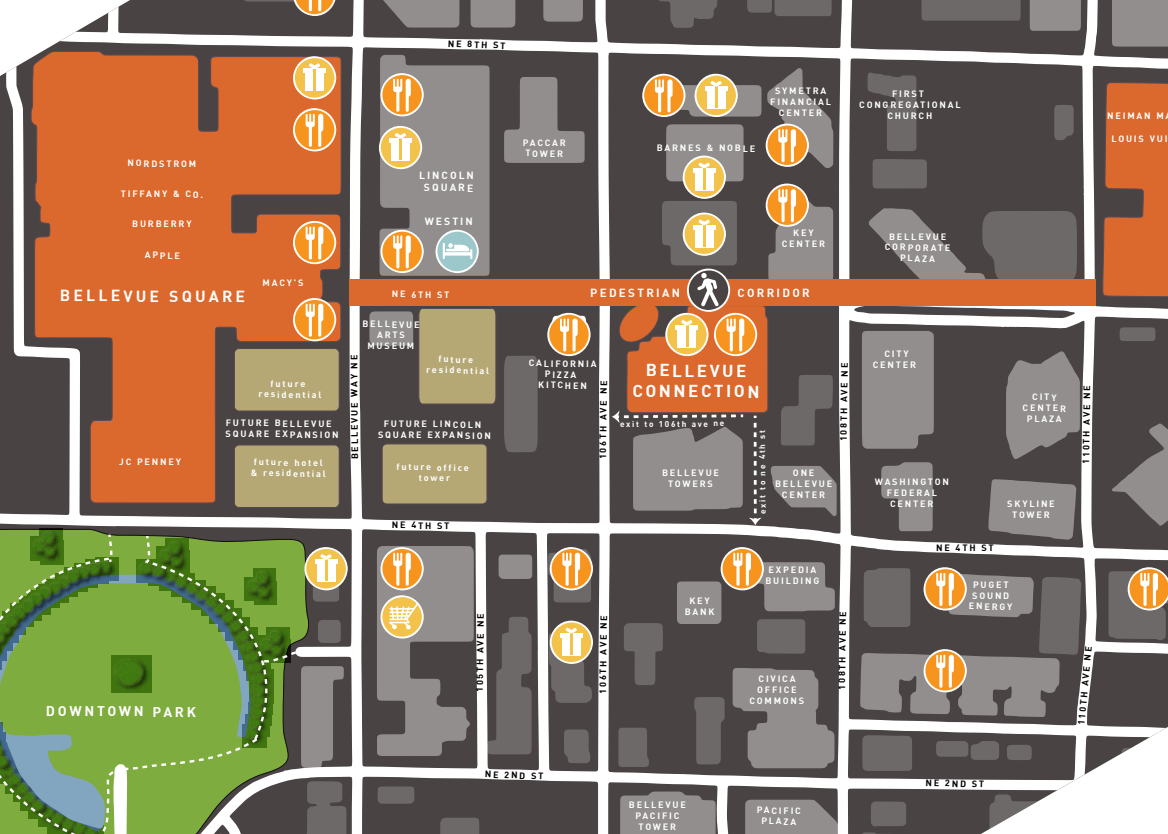 NE 8TH ST
NORDSTROM
TIFFANY & CO.
BURBERRY
APPLE
MACY'S
BELLEVUE SQUARE
JC PENNEY
LINCOLN
SQUARE
WESTIN
PACCAR
TOWER
BARNES & NOBLE
SYMETRA
FINANCIAL
CENTER
KEY
CENTER
FIRST
CONGREGATIONAL
CHURCH
BELLEVUE
CORPORATE
PLAZA
NEIMAN MA
LOUIS VUI
NE 6TH ST
PEDESTRIAN
CORRIDOR
BELLEVUE
ARTS
MUSEUM
future
residential
CALIFORNIA
PIZZA
KITCHEN
BELLEVUE
CONNECTION
exit to 106th ave ne
exit to ne 4th st
future
residential
FUTURE BELLEVUE
SQUARE EXPANSION
future hotel
& residential
BELLEVUE WAY NE
FUTURE LINCOLN
SQUARE EXPANSION
future office
tower
106TH AVE NE
BELLEVUE
TOWERS
ONE
BELLEVUE
CENTER
108TH AVE NE
CITY
CENTER
CITY
CENTER
PLAZA
110TH AVE NE
WASHINGTON
FEDERAL
CENTER
SKYLINE
TOWER
NE 4TH ST
NE 4TH ST
EXPEDIA
BUILDING
KEY
BANK
PUGET
SOUND
ENERGY
105TH AVE NE
106TH AVE NE
108TH AVE NE
110TH AVE NE
CIVICA
OFFICE
COMMONS
DOWNTOWN PARK
NE 2ND ST
NE 2ND ST
BELLEVUE
PACIFIC
TOWER
PACIFIC
PLAZA